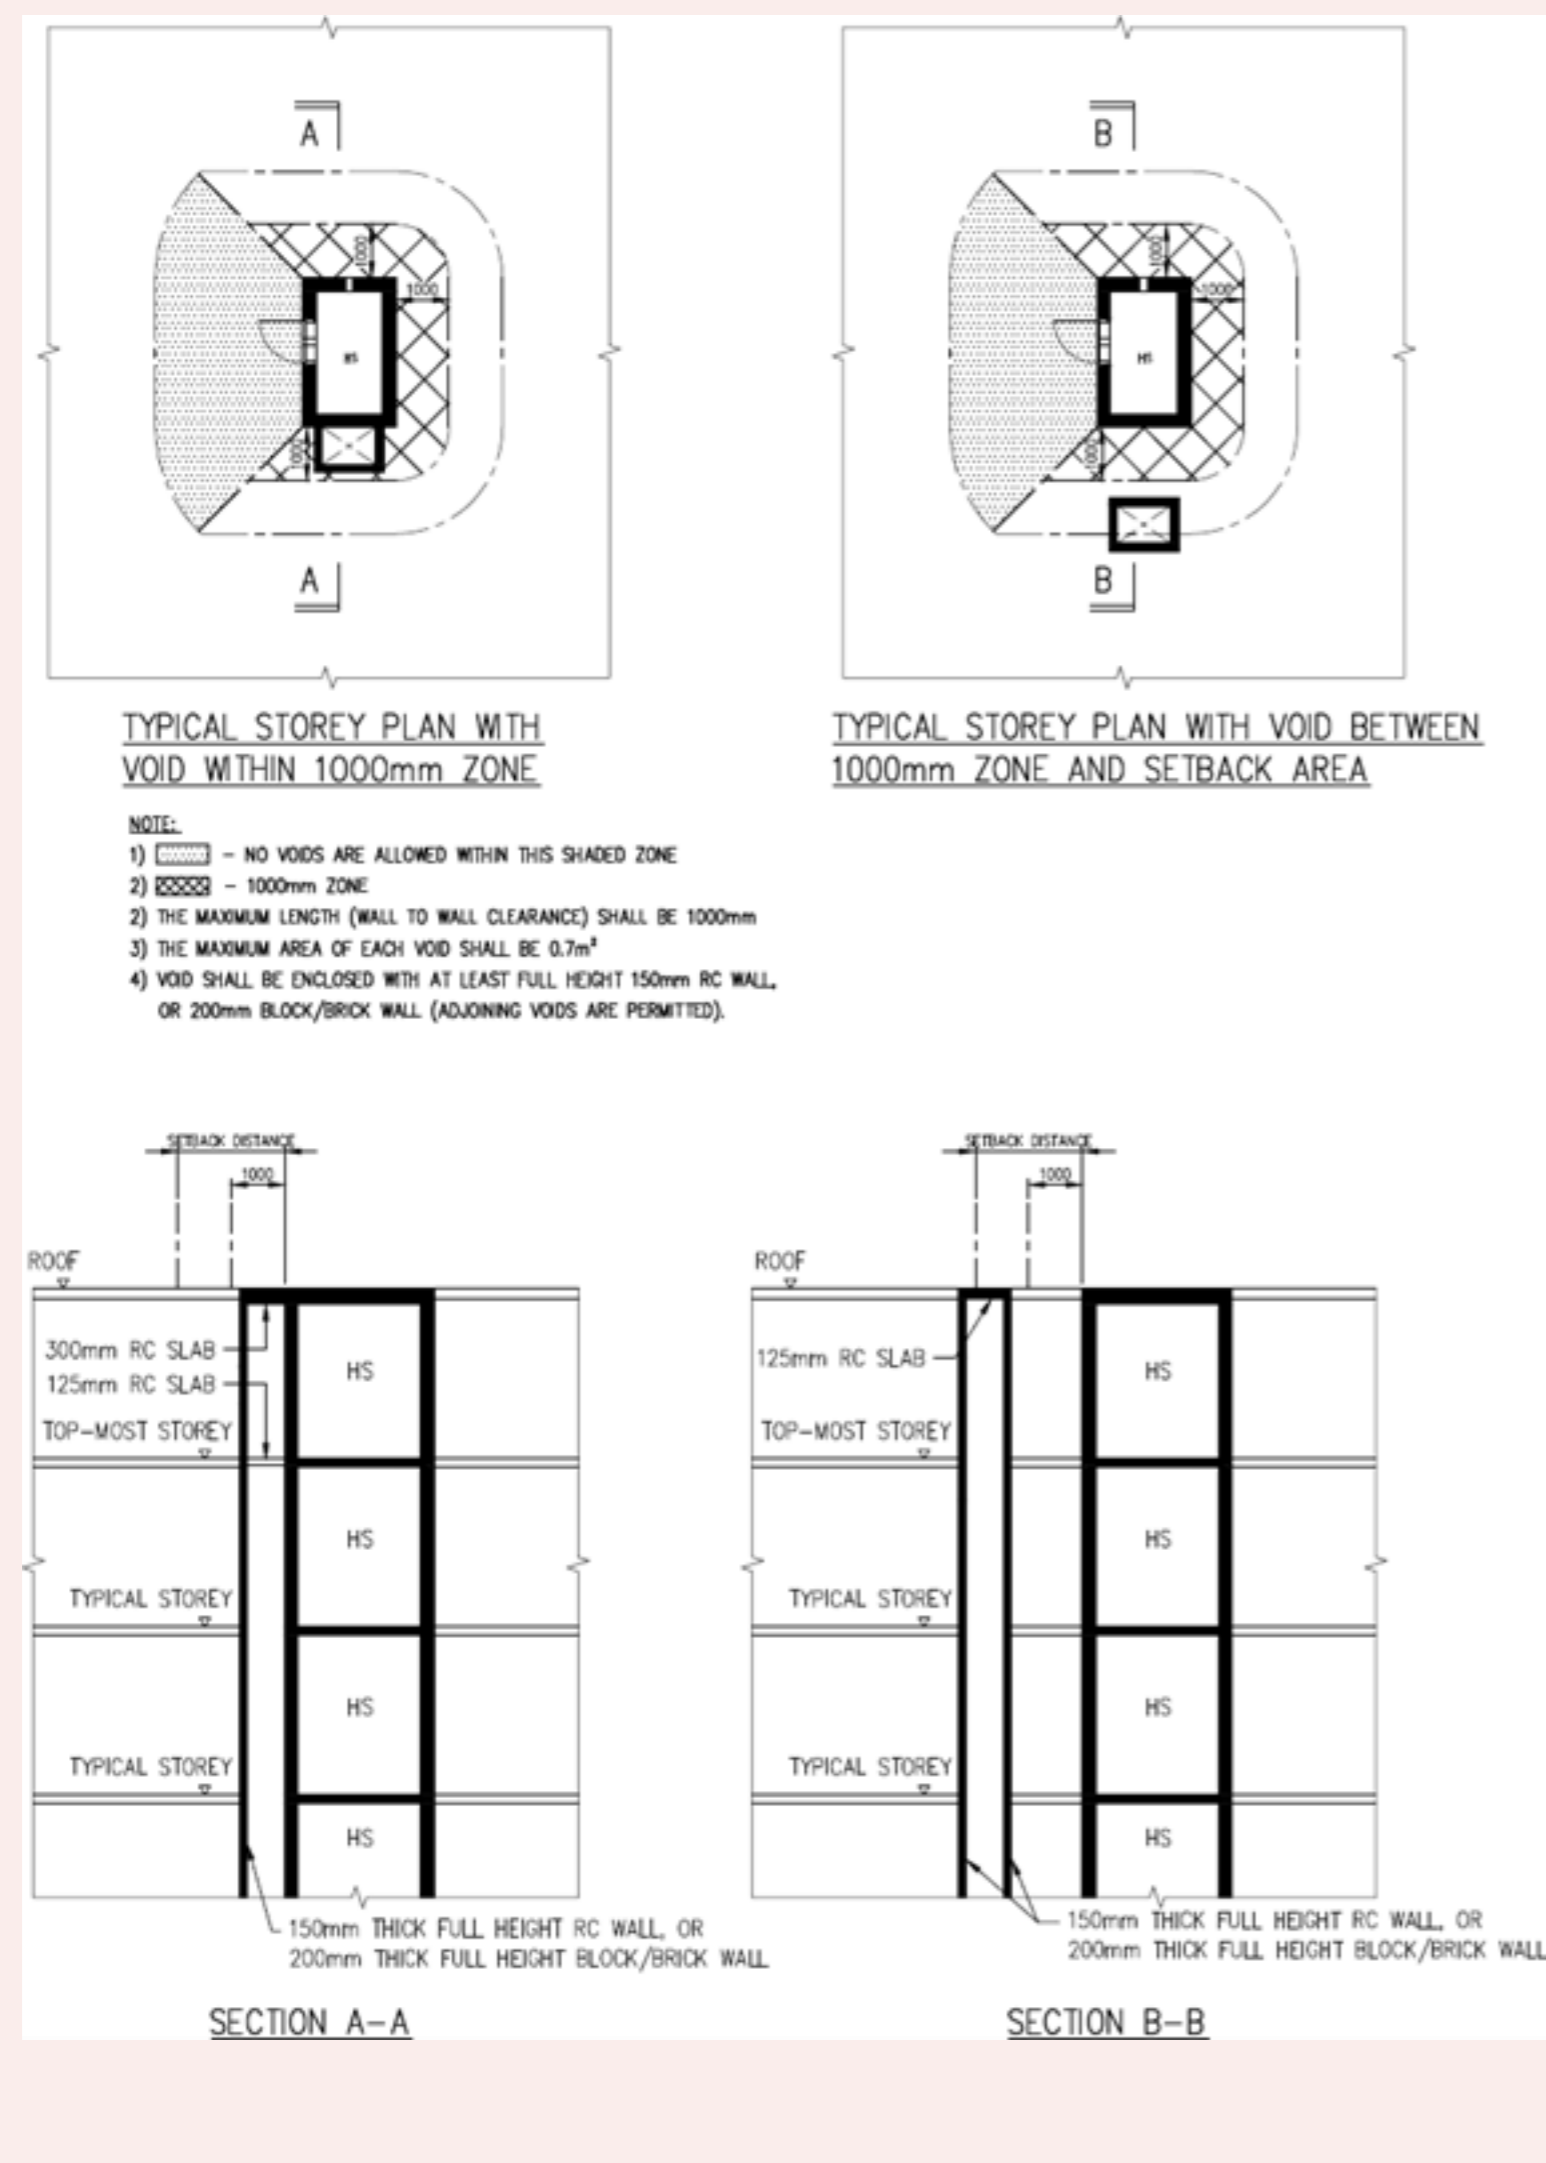 A
B
1000
1000
1000
1000
HS
HS
1000
1000
A
B
TYPICAL STOREY PLAN WITH
VOID WITHIN 1000mm ZONE
TYPICAL STOREY PLAN WITH VOID BETWEEN
1000mm ZONE AND SETBACK AREA
NOTE:
1) - NO VOIDS ARE ALLOWED WITHIN THIS SHADED ZONE
2) - 1000mm ZONE
2) THE MAXIMUM LENGTH (WALL TO WALL CLEARANCE) SHALL BE 1000mm
3) THE MAXIMUM AREA OF EACH VOID SHALL BE 0.7m²
4) VOID SHALL BE ENCLOSED WITH AT LEAST FULL HEIGHT 150mm RC WALL,
OR 200mm BLOCK/BRICK WALL (ADJOINING VOIDS ARE PERMITTED).
SETBACK DISTANCE
1000
ROOF
300mm RC SLAB
125mm RC SLAB
HS
TOP-MOST STOREY
HS
TYPICAL STOREY
HS
TYPICAL STOREY
HS
150mm THICK FULL HEIGHT RC WALL, OR
200mm THICK FULL HEIGHT BLOCK/BRICK WALL
SECTION A-A
SETBACK DISTANCE
1000
ROOF
125mm RC SLAB
HS
TOP-MOST STOREY
HS
TYPICAL STOREY
HS
TYPICAL STOREY
HS
150mm THICK FULL HEIGHT RC WALL, OR
200mm THICK FULL HEIGHT BLOCK/BRICK WALL
SECTION B-B